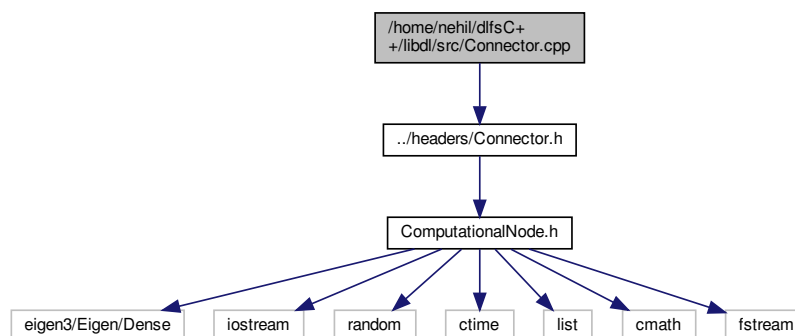 /home/nehil/dlfsC+
+/libdl/src/Connector.cpp
../headers/Connector.h
ComputationalNode.h
eigen3/Eigen/Dense
iostream
random
ctime
list
cmath
fstream